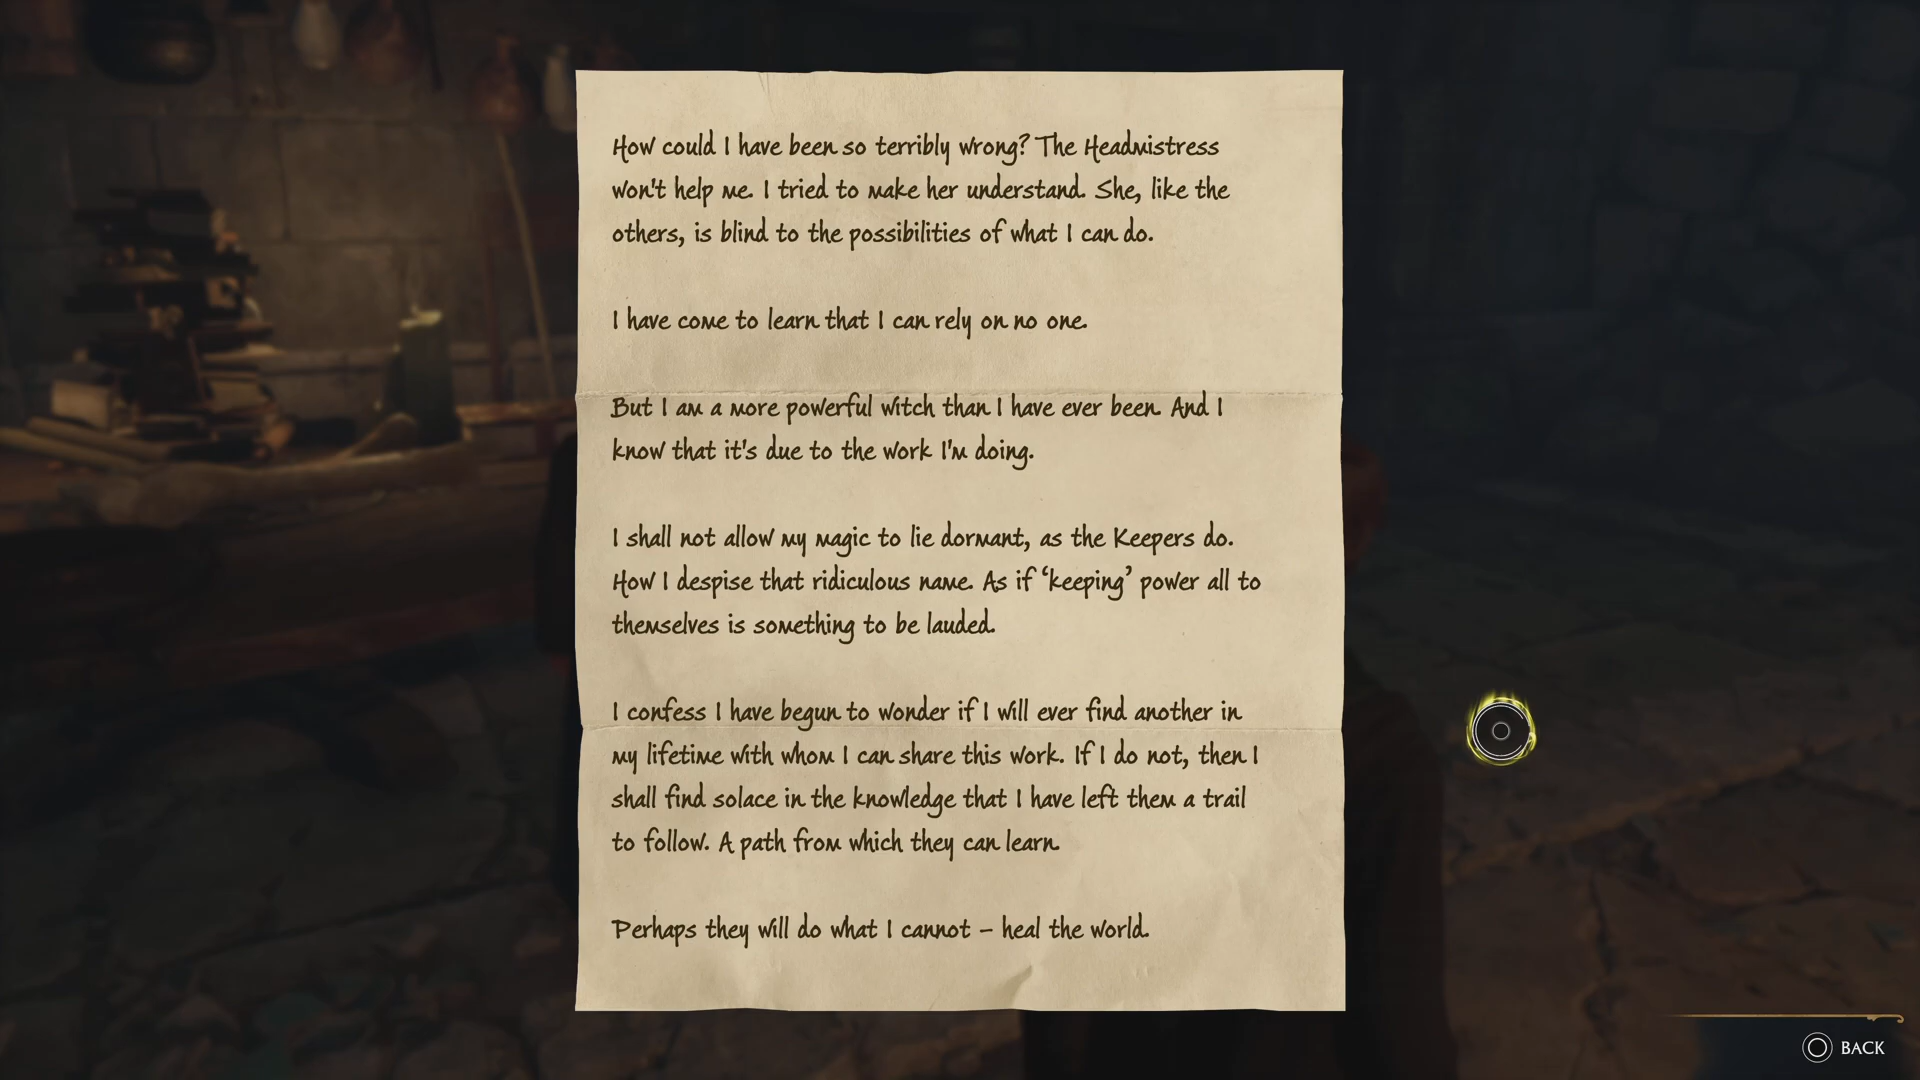 How could I have been so terribly wrong? The Headmistress
won't help me. I tried to make her understand. She, like the
others, is blind to the possibilities of what I can do.
I have come to learn that I can rely on no one.
But I am a more powerful witch than I have ever been. And I
know that it's due to the work I'm doing.
I shall not allow my magic to lie dormant, as the Keepers do.
How I despise that ridiculous name. As if ‘keeping’ power all to
themselves is something to be lauded.
I confess I have begun to wonder if I will ever find another in
my lifetime with whom I can share this work. If I do not, then I
shall find solace in the knowledge that I have left them a trail
to follow. A path from which they can learn.
Perhaps they will do what I cannot – heal the world.
BACK